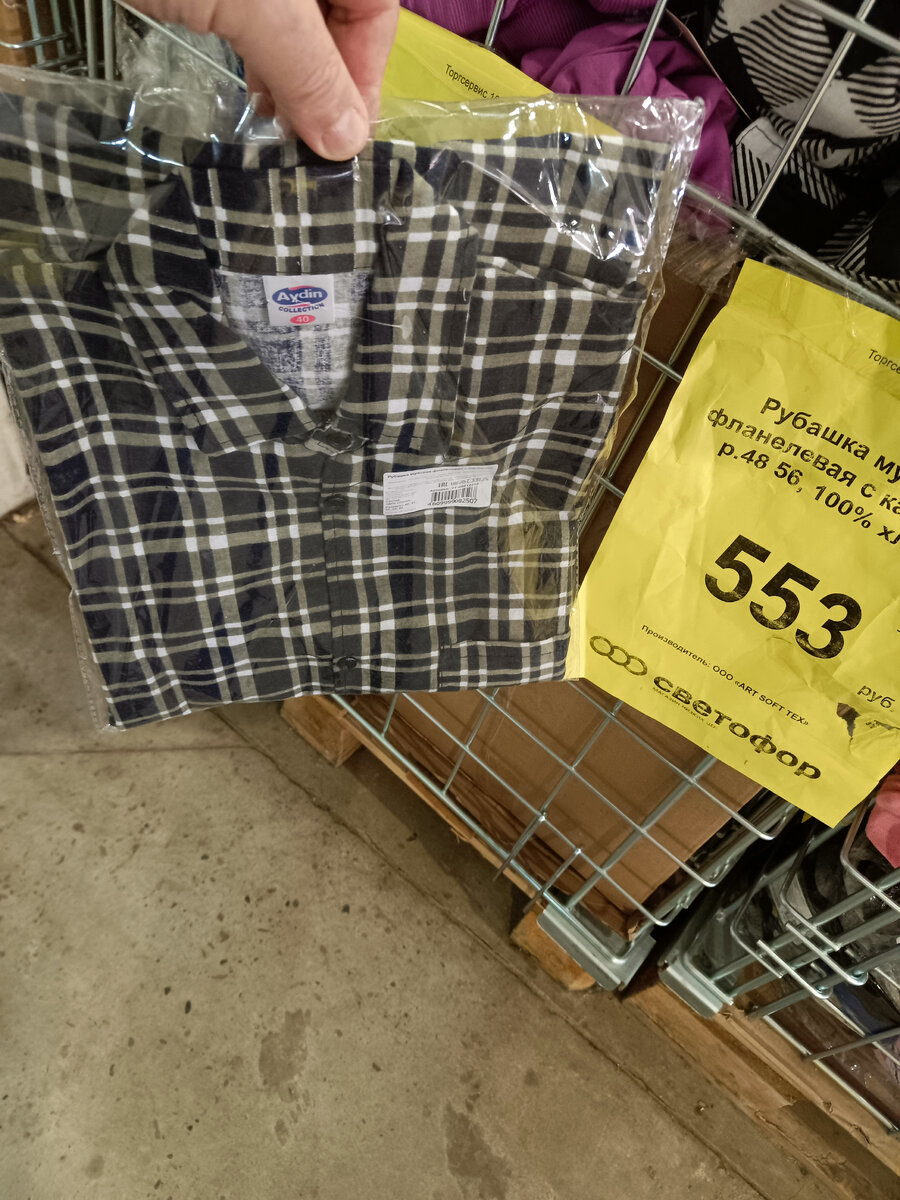 Торгсервис
Aydin
COLLECTION
40
4609999082507
Рубашка му
фланелевая с ка
р.48 56, 100% хл
553
руб.
Производитель: ООО «ART SOFT TEX»
светофор